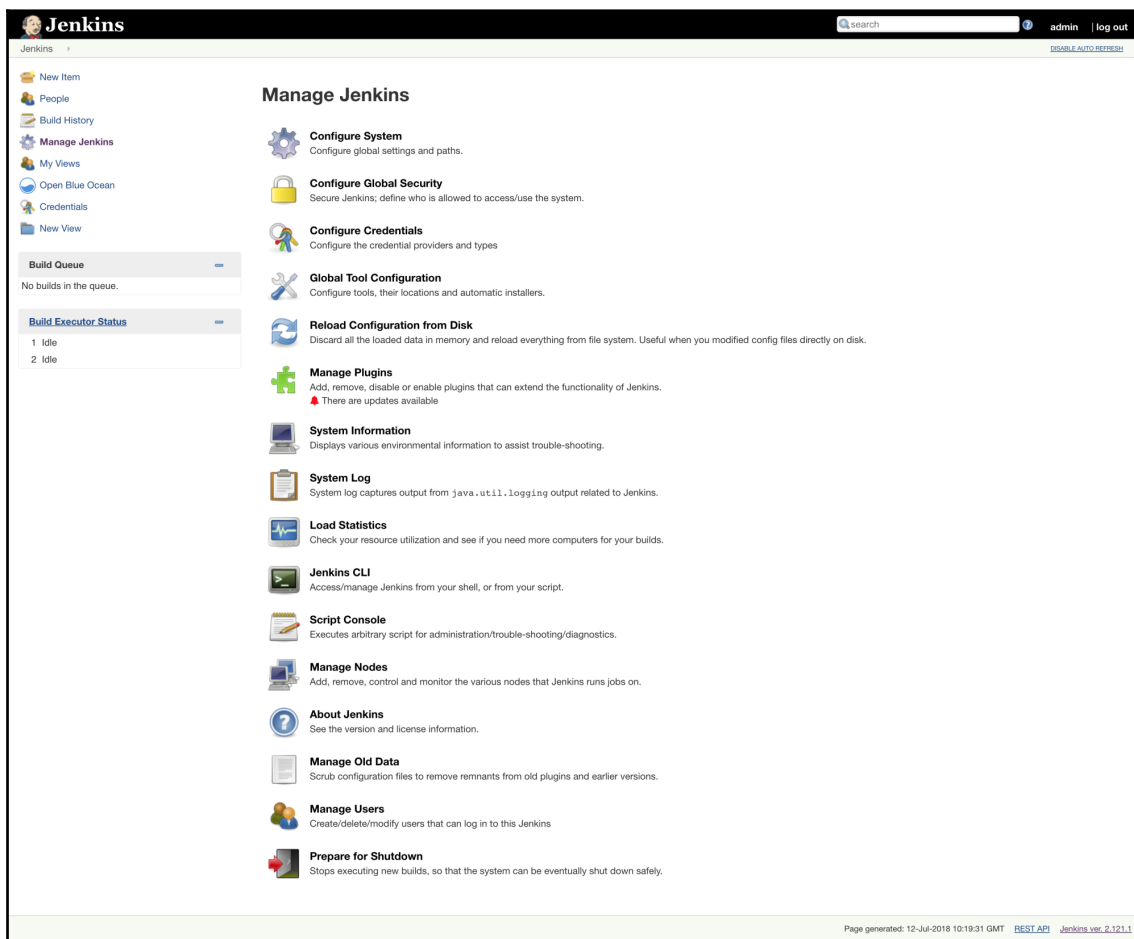 Jenkins
search
admin | log out
Jenkins
DISABLE AUTO REFRESH
New Item
People
Build History
Manage Jenkins
My Views
Open Blue Ocean
Credentials
New View
Build Queue
No builds in the queue.
Build Executor Status
1 Idle
2 Idle
Manage Jenkins
Configure System
Configure global settings and paths.
Configure Global Security
Secure Jenkins; define who is allowed to access/use the system.
Configure Credentials
Configure the credential providers and types
Global Tool Configuration
Configure tools, their locations and automatic installers.
Reload Configuration from Disk
Discard all the loaded data in memory and reload everything from file system. Useful when you modified config files directly on disk.
Manage Plugins
Add, remove, disable or enable plugins that can extend the functionality of Jenkins.
There are updates available
System Information
Displays various environmental information to assist trouble-shooting.
System Log
System log captures output from java.util.logging output related to Jenkins.
Load Statistics
Check your resource utilization and see if you need more computers for your builds.
Jenkins CLI
Access/manage Jenkins from your shell, or from your script.
Script Console
Executes arbitrary script for administration/trouble-shooting/diagnostics.
Manage Nodes
Add, remove, control and monitor the various nodes that Jenkins runs jobs on.
About Jenkins
See the version and license information.
Manage Old Data
Scrub configuration files to remove remnants from old plugins and earlier versions.
Manage Users
Create/delete/modify users that can log in to this Jenkins
Prepare for Shutdown
Stops executing new builds, so that the system can be eventually shut down safely.
Page generated: 12-Jul-2018 10:19:31 GMT REST API Jenkins ver. 2.121.1